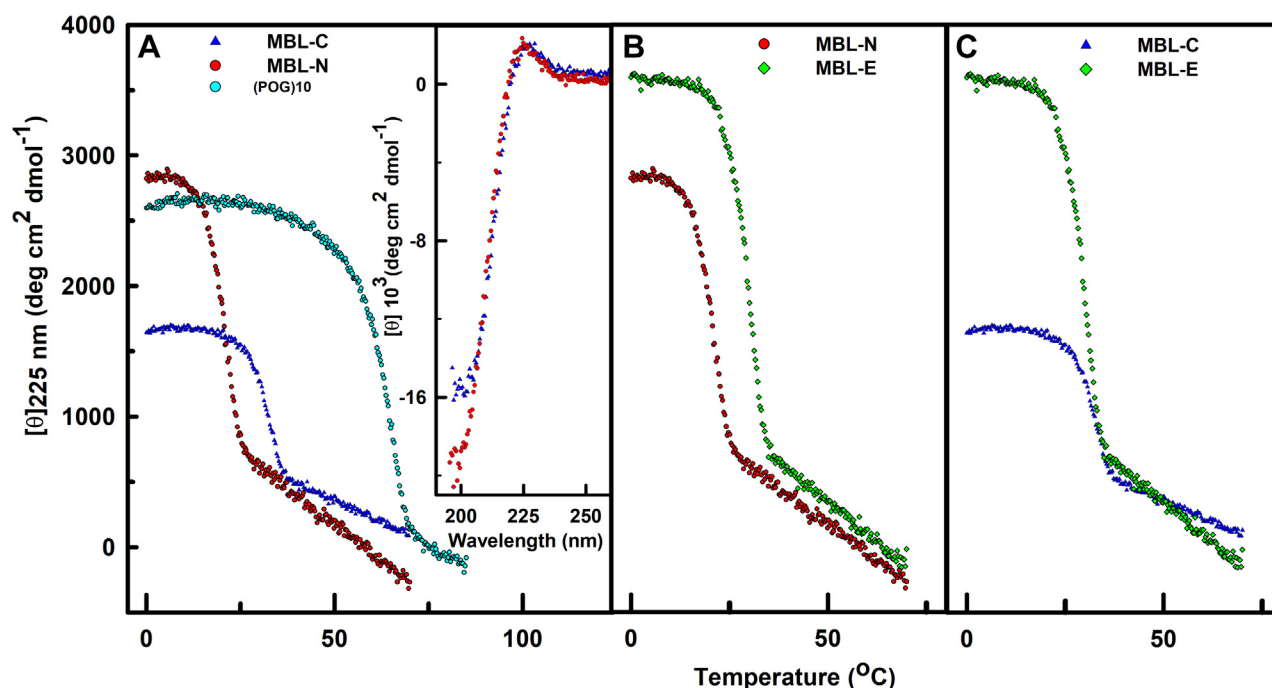 A
MBL-C
MBL-N
(POG)10
B
MBL-N
MBL-E
C
MBL-C
MBL-E
[θ]225 nm (deg cm2 dmol-1)
4000
3000
2000
1000
0
[θ] 10 3 (deg cm2 dmol-1)
0
-8
-16
200 225 250
Wavelength (nm)
0 50 100
0 50
0 50
Temperature (oC)